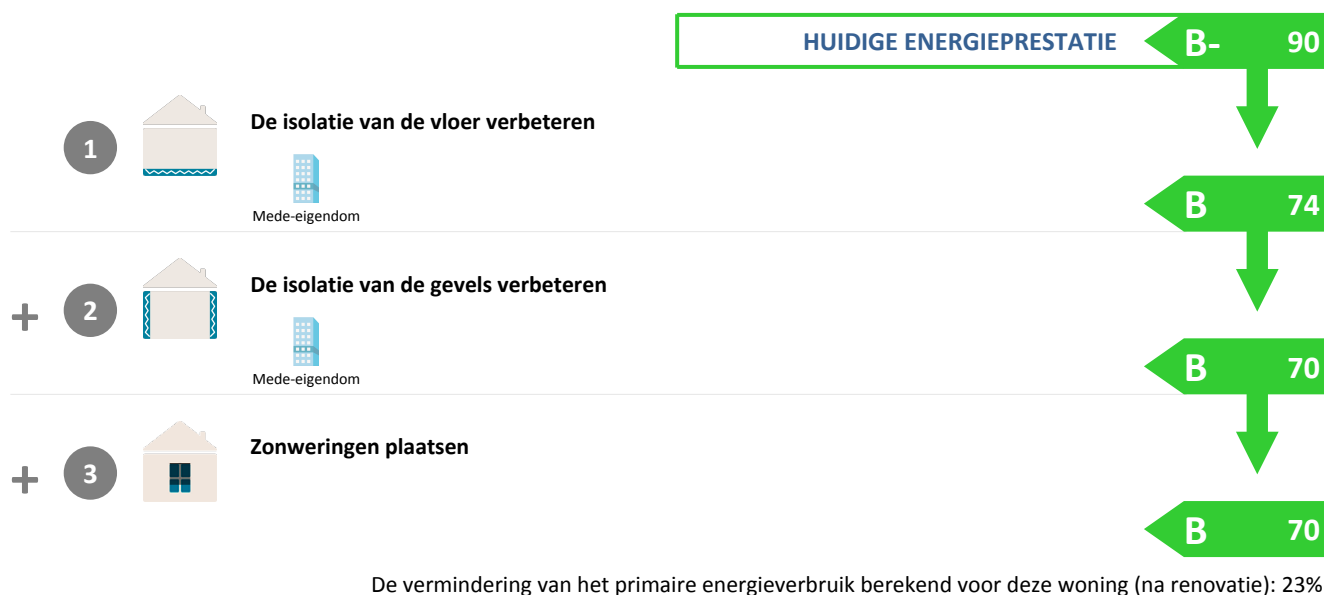 HUIDIGE ENERGIEPRESTATIE B- 90
1 De isolatie van de vloer verbeteren
Mede-eigendom
B 74
+ 2 De isolatie van de gevels verbeteren
Mede-eigendom
B 70
+ 3 Zonweringen plaatsen
B 70
De vermindering van het primaire energieverbruik berekend voor deze woning (na renovatie): 23%